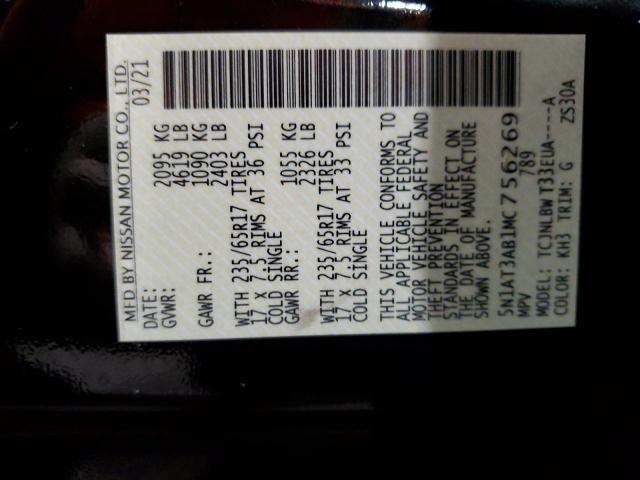 MFD BY NISSAN MOTOR CO., LTD.
DATE: 03/21
GVWR: 2095 KG
4619 LB
GAWR FR.: 1090 KG
2403 LB
WITH 235/65R17 TIRES
17 X 7.5 RIMS AT 36 PSI
COLD SINGLE
GAWR RR.: 1055 KG
2326 LB
WITH 235/65R17 TIRES
17 X 7.5 RIMS AT 33 PSI
COLD SINGLE
THIS VEHICLE CONFORMS TO
ALL APPLICABLE FEDERAL
MOTOR VEHICLE SAFETY AND
THEFT PREVENTION
STANDARDS IN EFFECT ON
THE DATE OF MANUFACTURE
SHOWN ABOVE.
5N1AT3AB1MC756269
MPV 789
MODEL: TCJNLBW T33EUA----A
COLOR: KH3 TRIM: G ZS30A